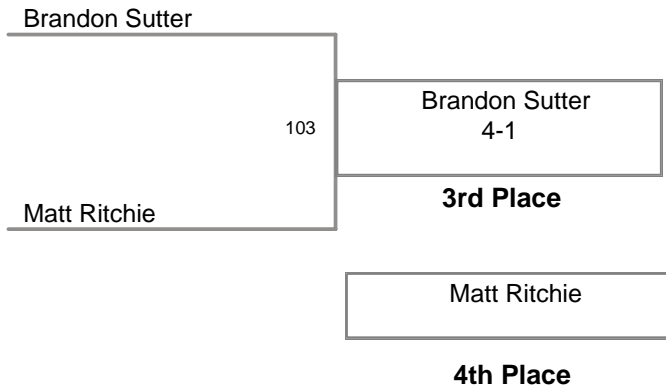 Brandon Sutter
103
Brandon Sutter
4-1
3rd Place
Matt Ritchie
Matt Ritchie
4th Place